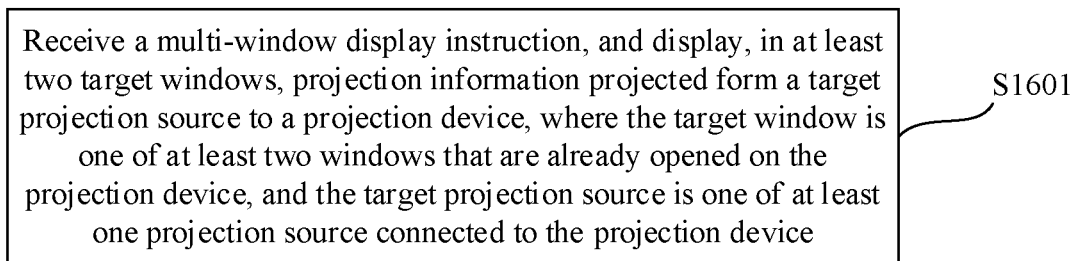 Receive a multi-window display instruction, and display, in at least
two target windows, projection information projected form a target
projection source to a projection device, where the target window is
one of at least two windows that are already opened on the
projection device, and the target projection source is one of at least
one projection source connected to the projection device
S1601